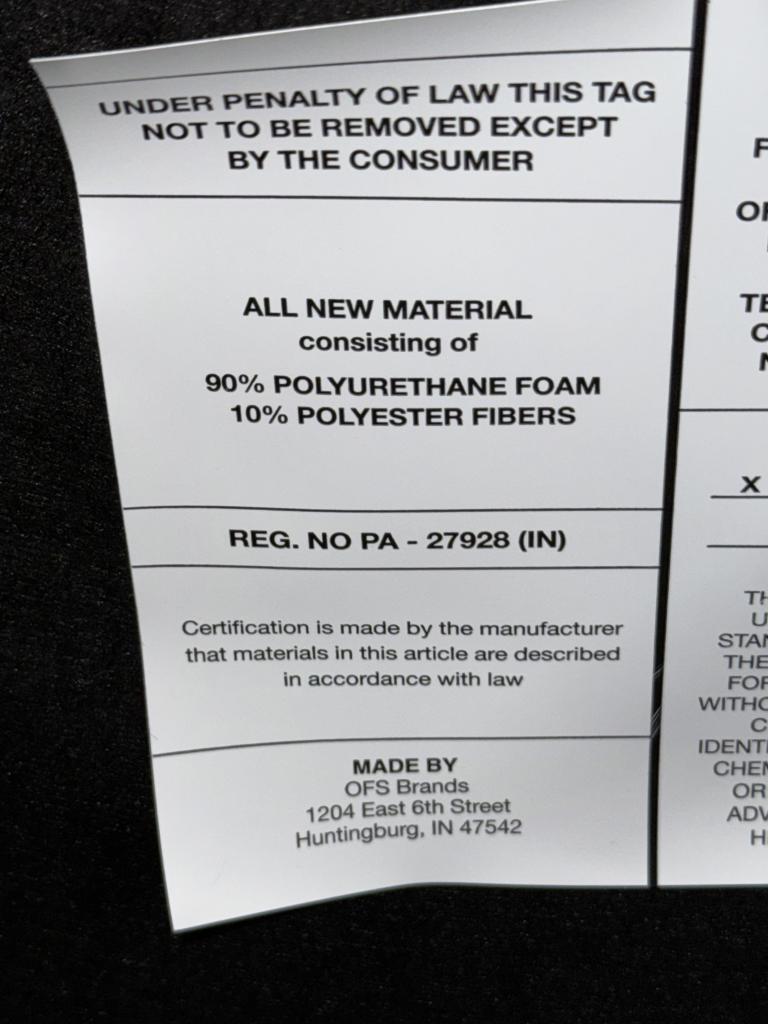 UNDER PENALTY OF LAW THIS TAG
NOT TO BE REMOVED EXCEPT
BY THE CONSUMER
ALL NEW MATERIAL
consisting of
90% POLYURETHANE FOAM
10% POLYESTER FIBERS
REG. NO PA - 27928 (IN)
Certification is made by the manufacturer
that materials in this article are described
in accordance with law
MADE BY
OFS Brands
1204 East 6th Street
Huntingburg, IN 47542
X
OR